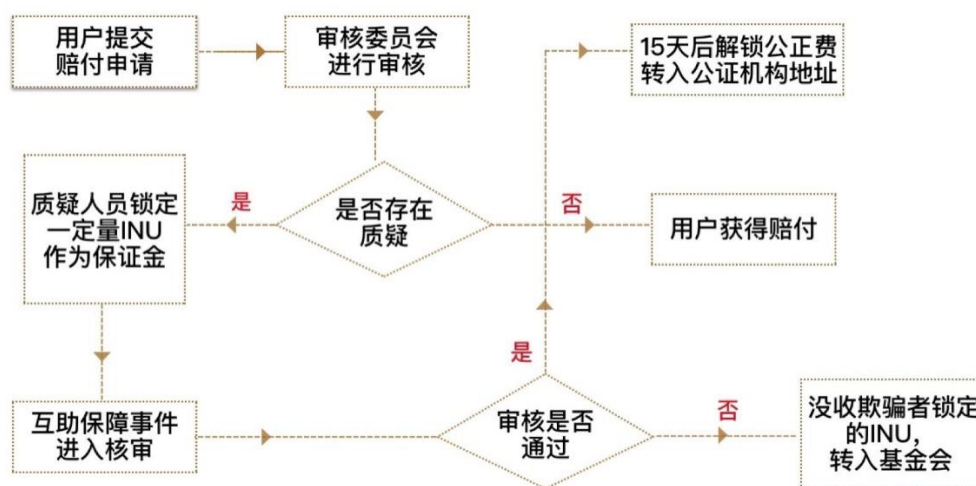 用户提交
赔付申请
审核委员会
进行审核
15天后解锁公正费
转入公证机构地址
质疑人员锁定
一定量INU
作为保证金
是
是否存在
质疑
否
用户获得赔付
是
互助保障事件
进入核审
审核是否
通过
否
没收欺骗者锁定
的INU,
转入基金会